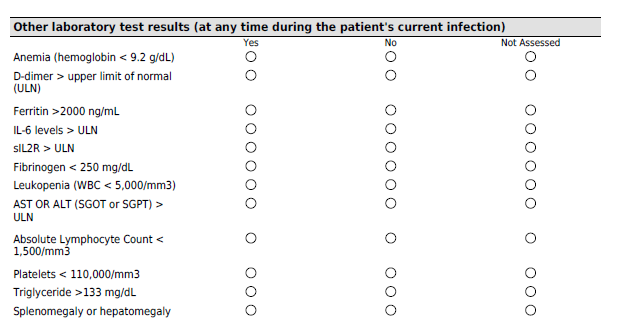 Other laboratory test results (at any time during the patient's current infection)
Yes No Not Assessed
Anemia (hemoglobin < 9.2 g/dL)
D-dimer > upper limit of normal
(ULN)
Ferritin >2000 ng/mL
IL-6 levels > ULN
sIL2R > ULN
Fibrinogen < 250 mg/dL
Leukopenia (WBC < 5,000/mm3)
AST OR ALT (SGOT or SGPT) >
ULN
Absolute Lymphocyte Count <
1,500/mm3
Platelets < 110,000/mm3
Triglyceride >133 mg/dL
Splenomegaly or hepatomegaly